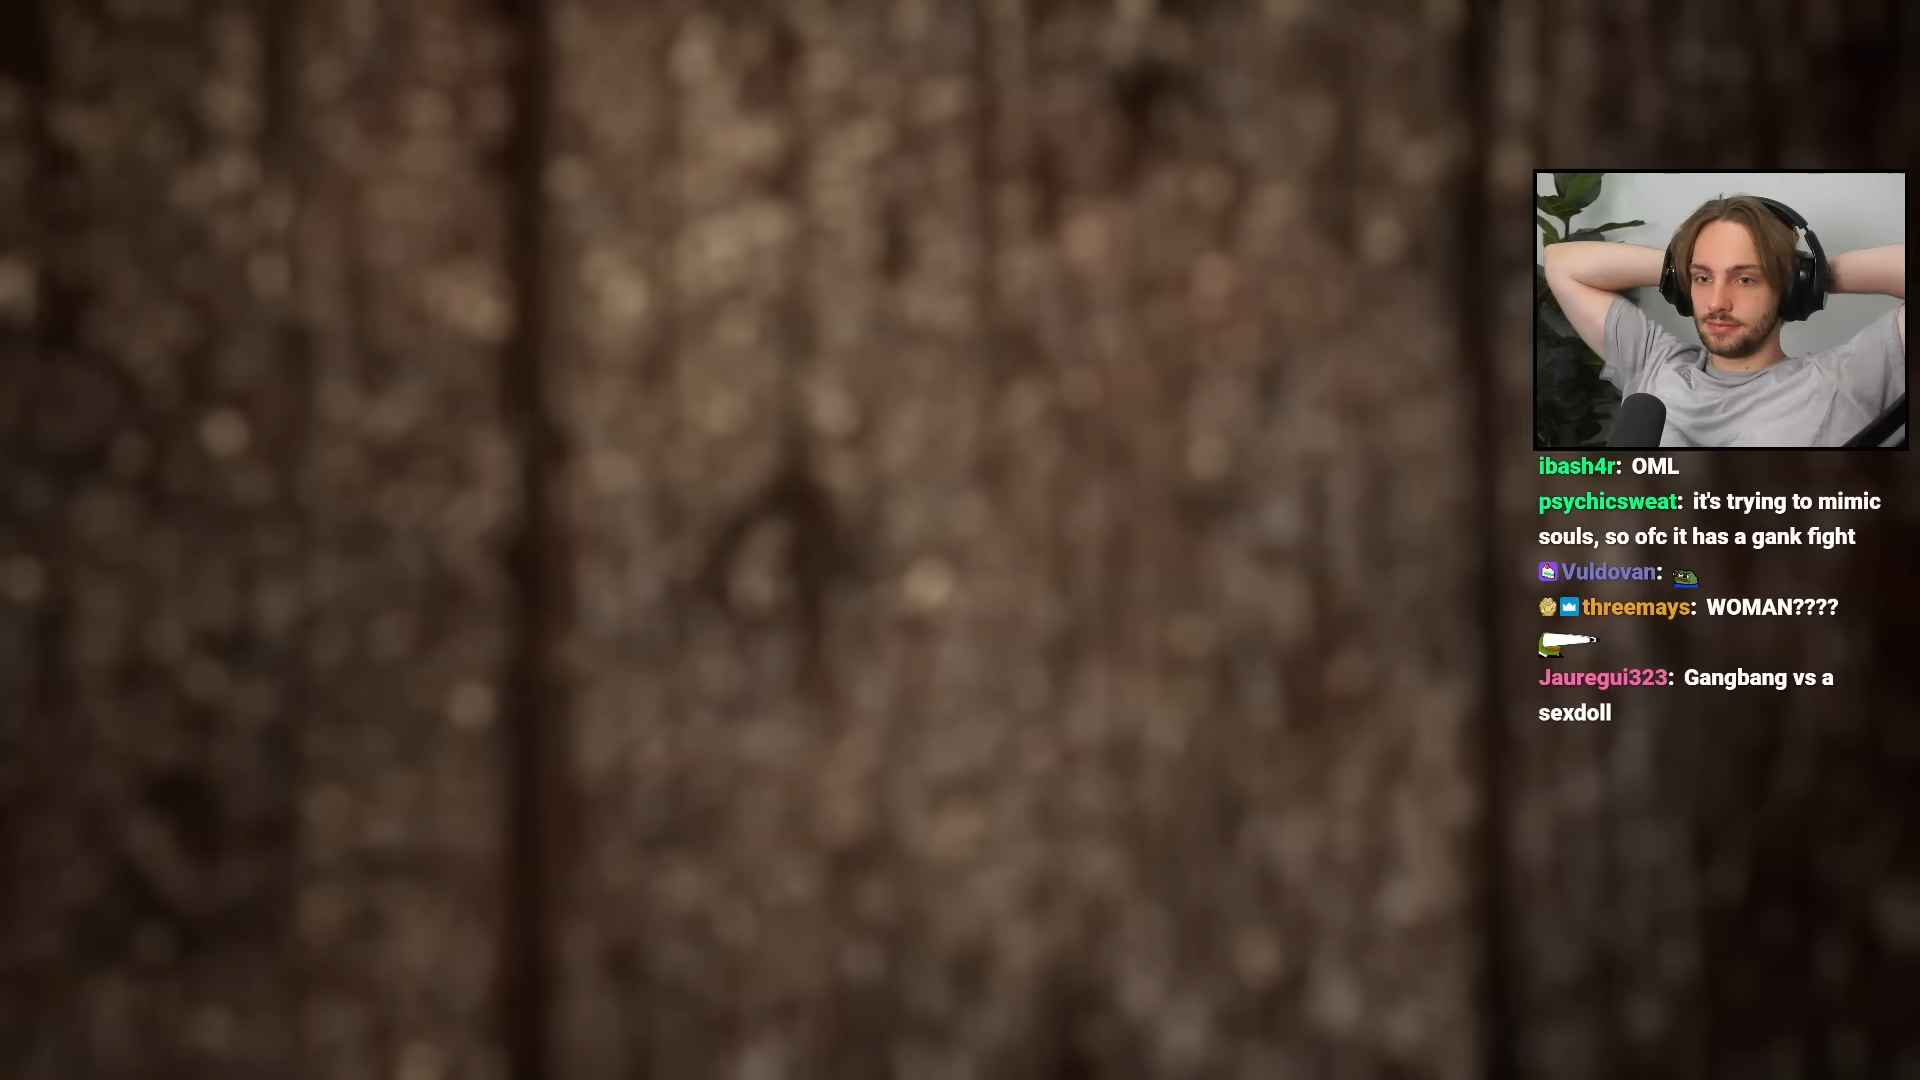 ibash4r: OML
psychicsweat: it's trying to mimic
souls, so ofc it has a gank fight
Vuldovan:
threemays: WOMAN????
Jauregui323: Gangbang vs a
sexdoll